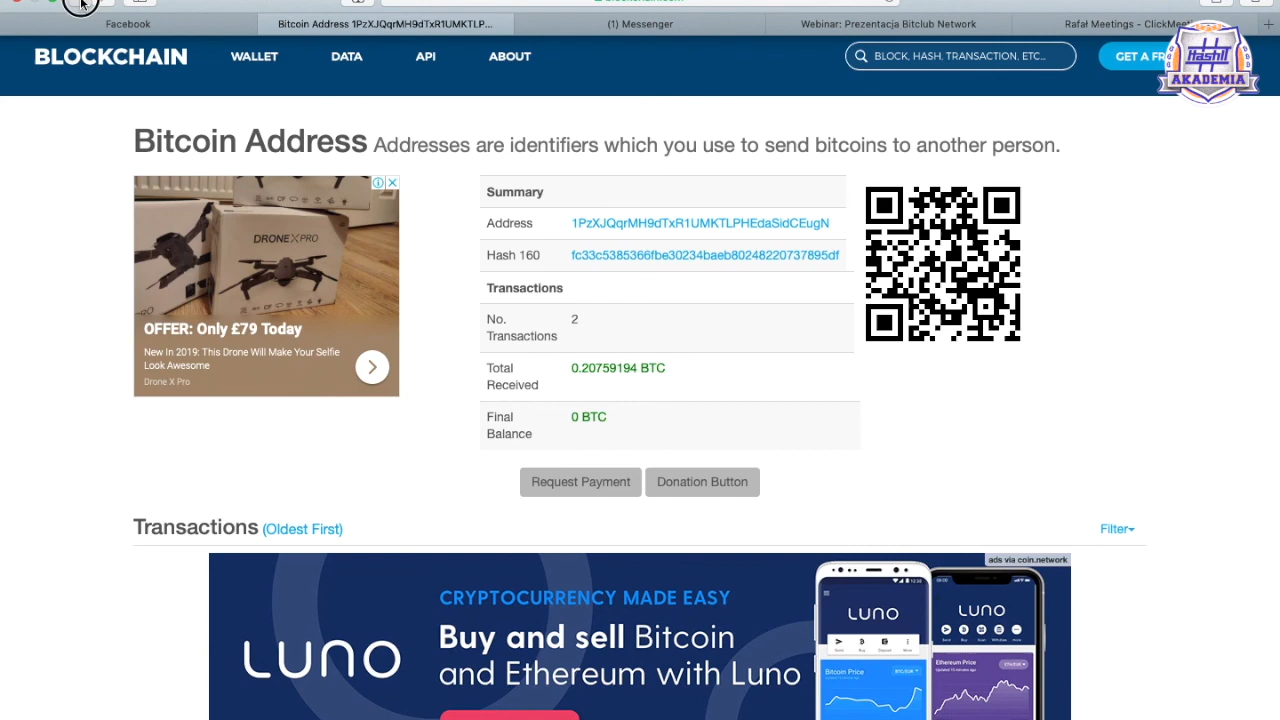 blockchain.com
Facebook
Bitcoin Address 1PzXJQqrMH9dTxR1UMKTLP...
(1) Messenger
Webinar: Prezentacja Bitclub Network
Rafał Meetings - ClickMeeti
BLOCKCHAIN
WALLET
DATA
API
ABOUT
BLOCK, HASH, TRANSACTION, ETC...
GET A FR
HashIT
AKADEMIA
Bitcoin Address Addresses are identifiers which you use to send bitcoins to another person.
DRONE X PRO
OFFER: Only £79 Today
New In 2019: This Drone Will Make Your Selfie
Look Awesome
Drone X Pro
Summary
Address 1PzXJQqrMH9dTxR1UMKTLPHEdaSidCEugN
Hash 160 fc33c5385366fbe30234baeb80248220737895df
Transactions
No. 2
Transactions
Total 0.20759194 BTC
Received
Final 0 BTC
Balance
Request Payment
Donation Button
Transactions (Oldest First)
Filter
ads via coin.network
CRYPTOCURRENCY MADE EASY
LUNO
Buy and sell Bitcoin
and Ethereum with Luno
LUNO
LUNO
Bitcoin Price
Ethereum Price